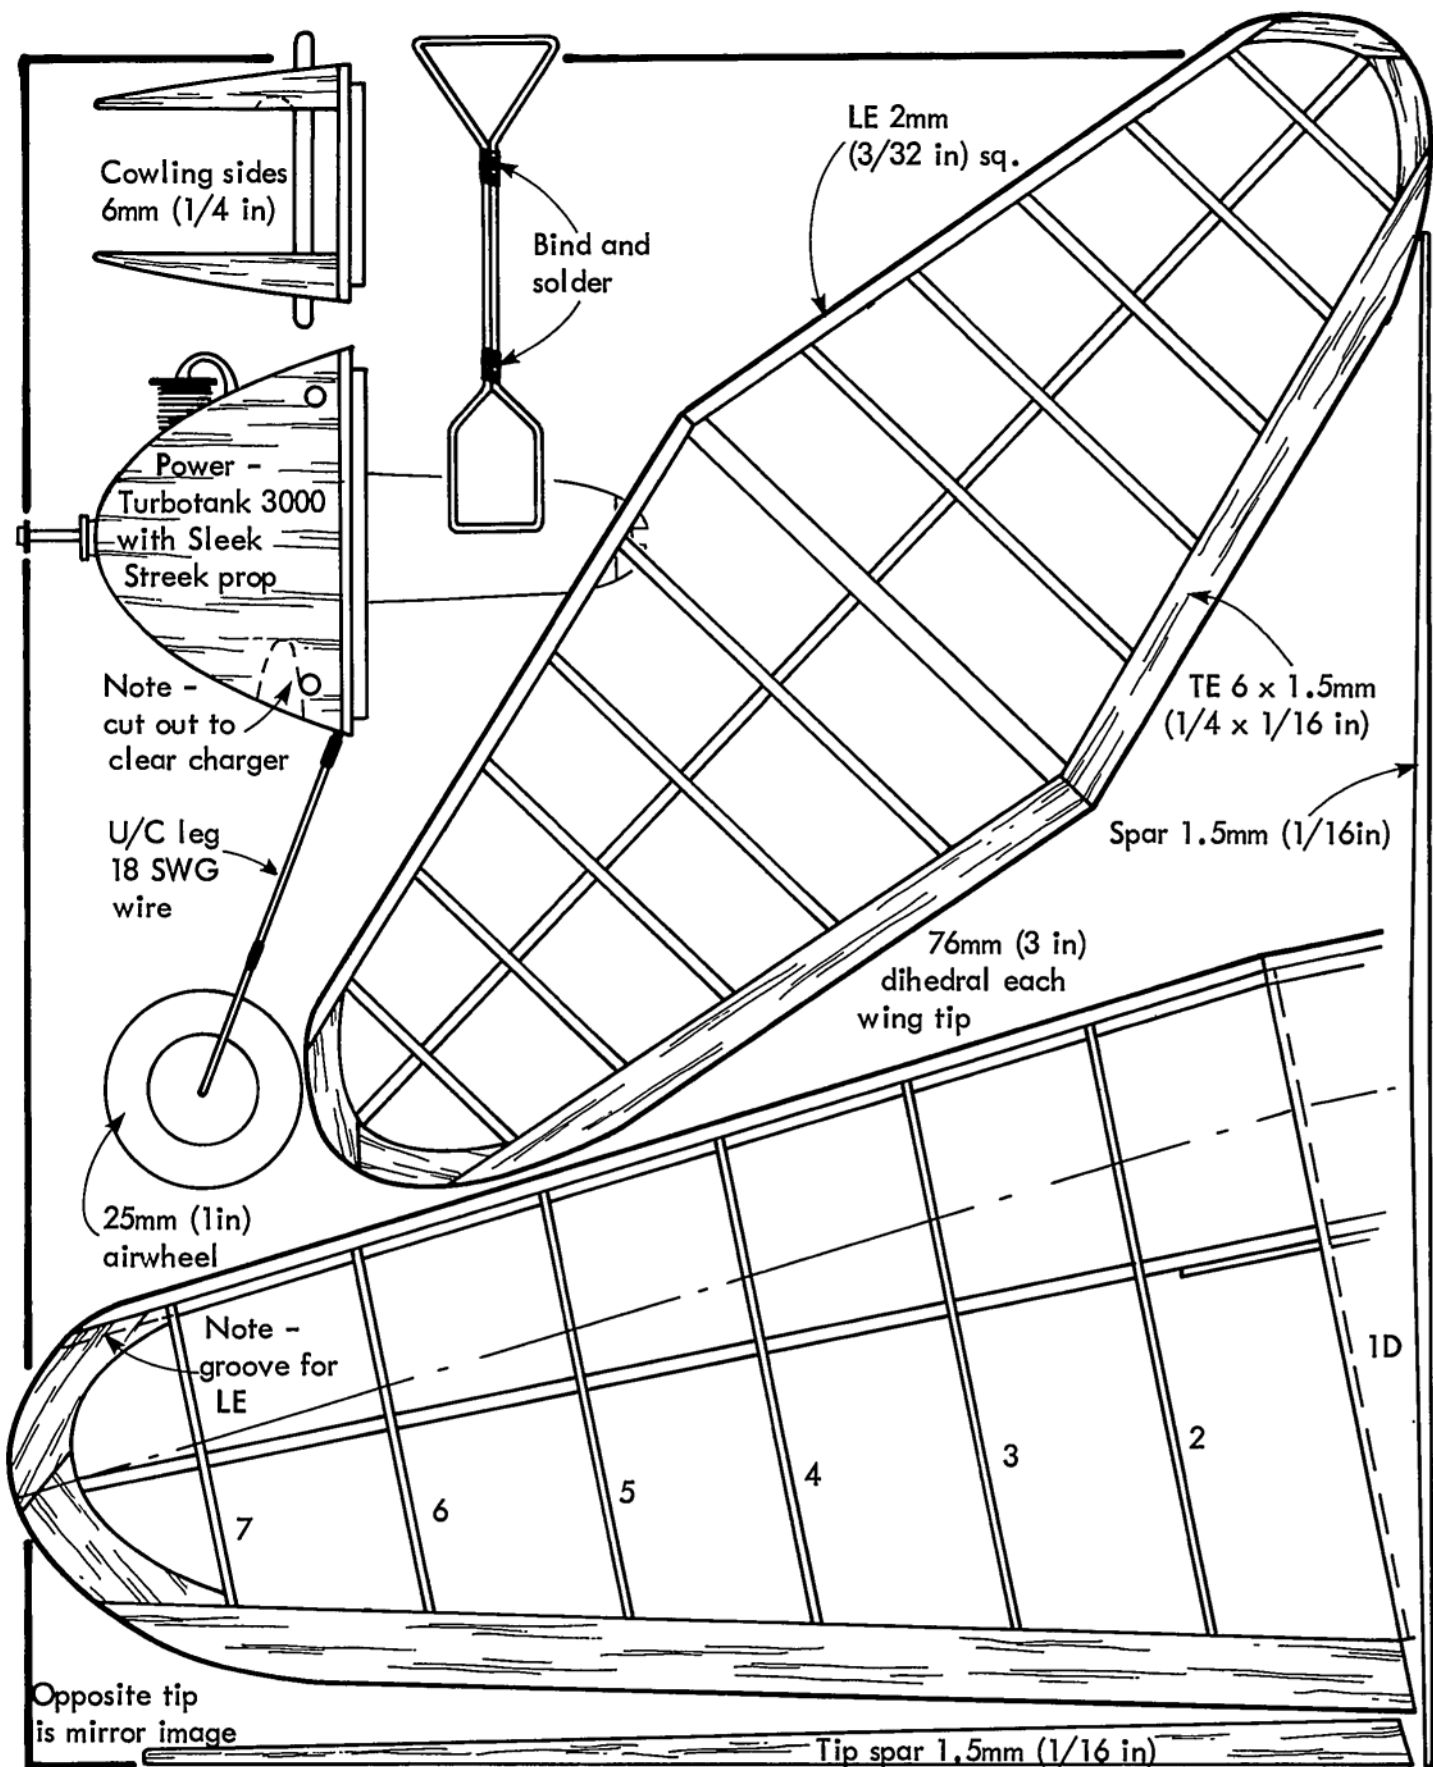 Cowling sides
6mm (1/4 in)
LE 2mm
(3/32 in) sq.
Bind and
solder
Power -
Turbotank 3000
with Sleek
Streek prop
Note -
cut out to
clear charger
U/C leg
18 SWG
wire
25mm (1in)
airwheel
TE 6 x 1.5mm
(1/4 x 1/16 in)
Spar 1.5mm (1/16in)
76mm (3 in)
dihedral each
wing tip
Note -
groove for
LE
1D
2
3
4
5
6
7
Opposite tip
is mirror image
Tip spar 1.5mm (1/16 in)